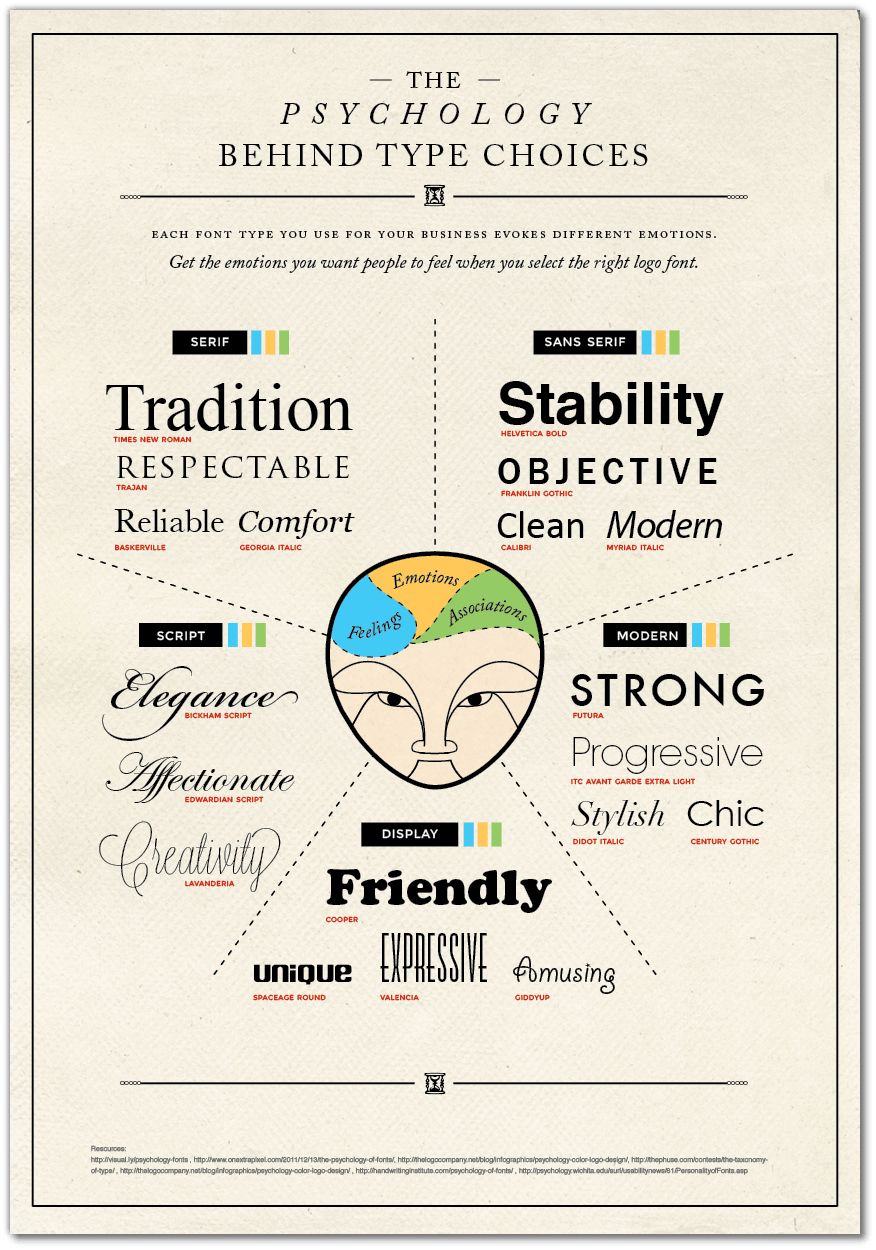 — THE —
PSYCHOLOGY
BEHIND TYPE CHOICES
EACH FONT TYPE YOU USE FOR YOUR BUSINESS EVOKES DIFFERENT EMOTIONS.
Get the emotions you want people to feel when you select the right logo font.
SERIF
Tradition
TIMES NEW ROMAN
RESPECTABLE
TRAJAN
Reliable Comfort
BASKERVILLE GEORGIA ITALIC
SANS SERIF
Stability
HELVETICA BOLD
OBJECTIVE
FRANKLIN GOTHIC
Clean Modern
CALIBRI MYRIAD ITALIC
Emotions
Feelings
Associations
SCRIPT
Elegance
BICKHAM SCRIPT
Affectionate
EDWARDIAN SCRIPT
Creativity
LAVANDERIA
MODERN
STRONG
FUTURA
Progressive
ITC AVANT GARDE EXTRA LIGHT
Stylish Chic
DIDOT ITALIC CENTURY GOTHIC
DISPLAY
Friendly
COOPER
UNIQUE EXPRESSIVE Amusing
SPACEAGE ROUND VALENCIA GIDDYUP
Resources:
http://visual.ly/psychology-fonts , http://www.onextrapixel.com/2011/12/13/the-psychology-of-fonts/, http://thelogocompany.net/blog/infographics/psychology-color-logo-design/, http://thephuse.com/contests/the-taxonomy-
of-type/ , http://thelogocompany.net/blog/infographics/psychology-color-logo-design/ , http://handwritinginstitute.com/psychology-of-fonts/ , http://psychology.wichita.edu/surl/usabilitynews/81/PersonalityofFonts.asp